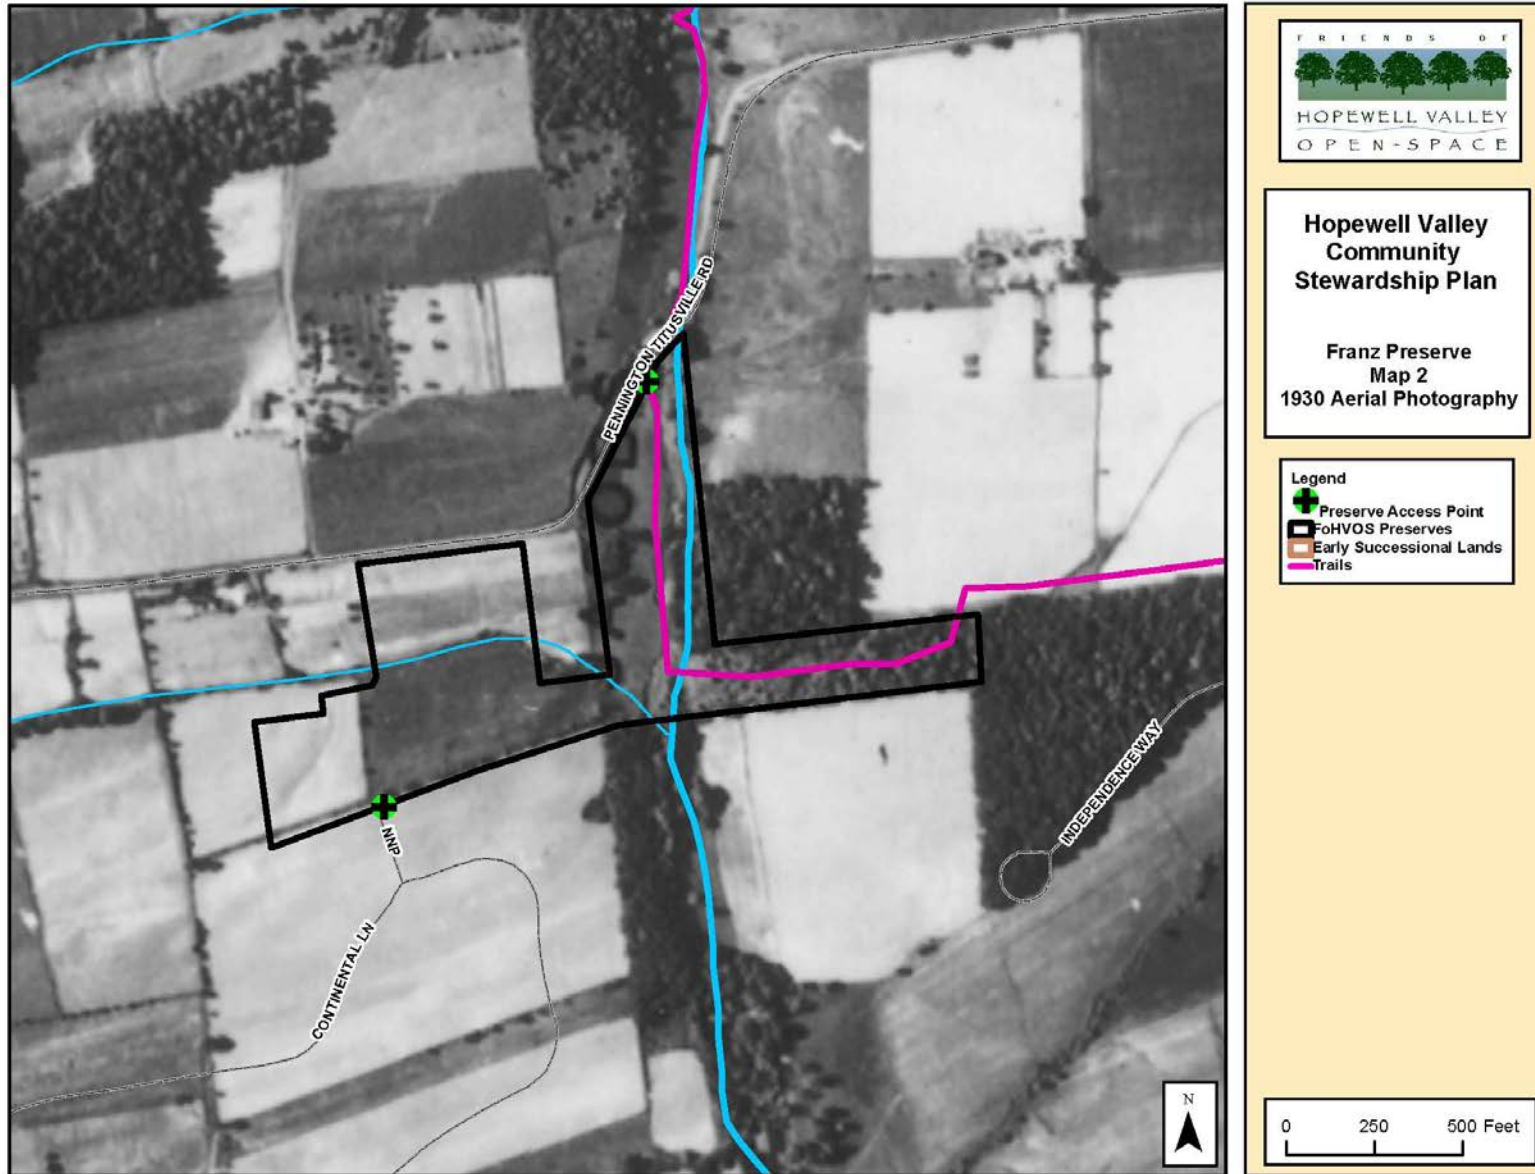 FRIENDS OF
HOPEWELL VALLEY
OPEN-SPACE
Hopewell Valley
Community
Stewardship Plan
Franz Preserve
Map 2
1930 Aerial Photography
Legend
Preserve Access Point
FoHVOS Preserves
Early Successional Lands
Trails
PENNINGTON TITUSVILLE RD
INDEPENDENCE WAY
NNP
CONTINENTAL LN
N
0 250 500 Feet